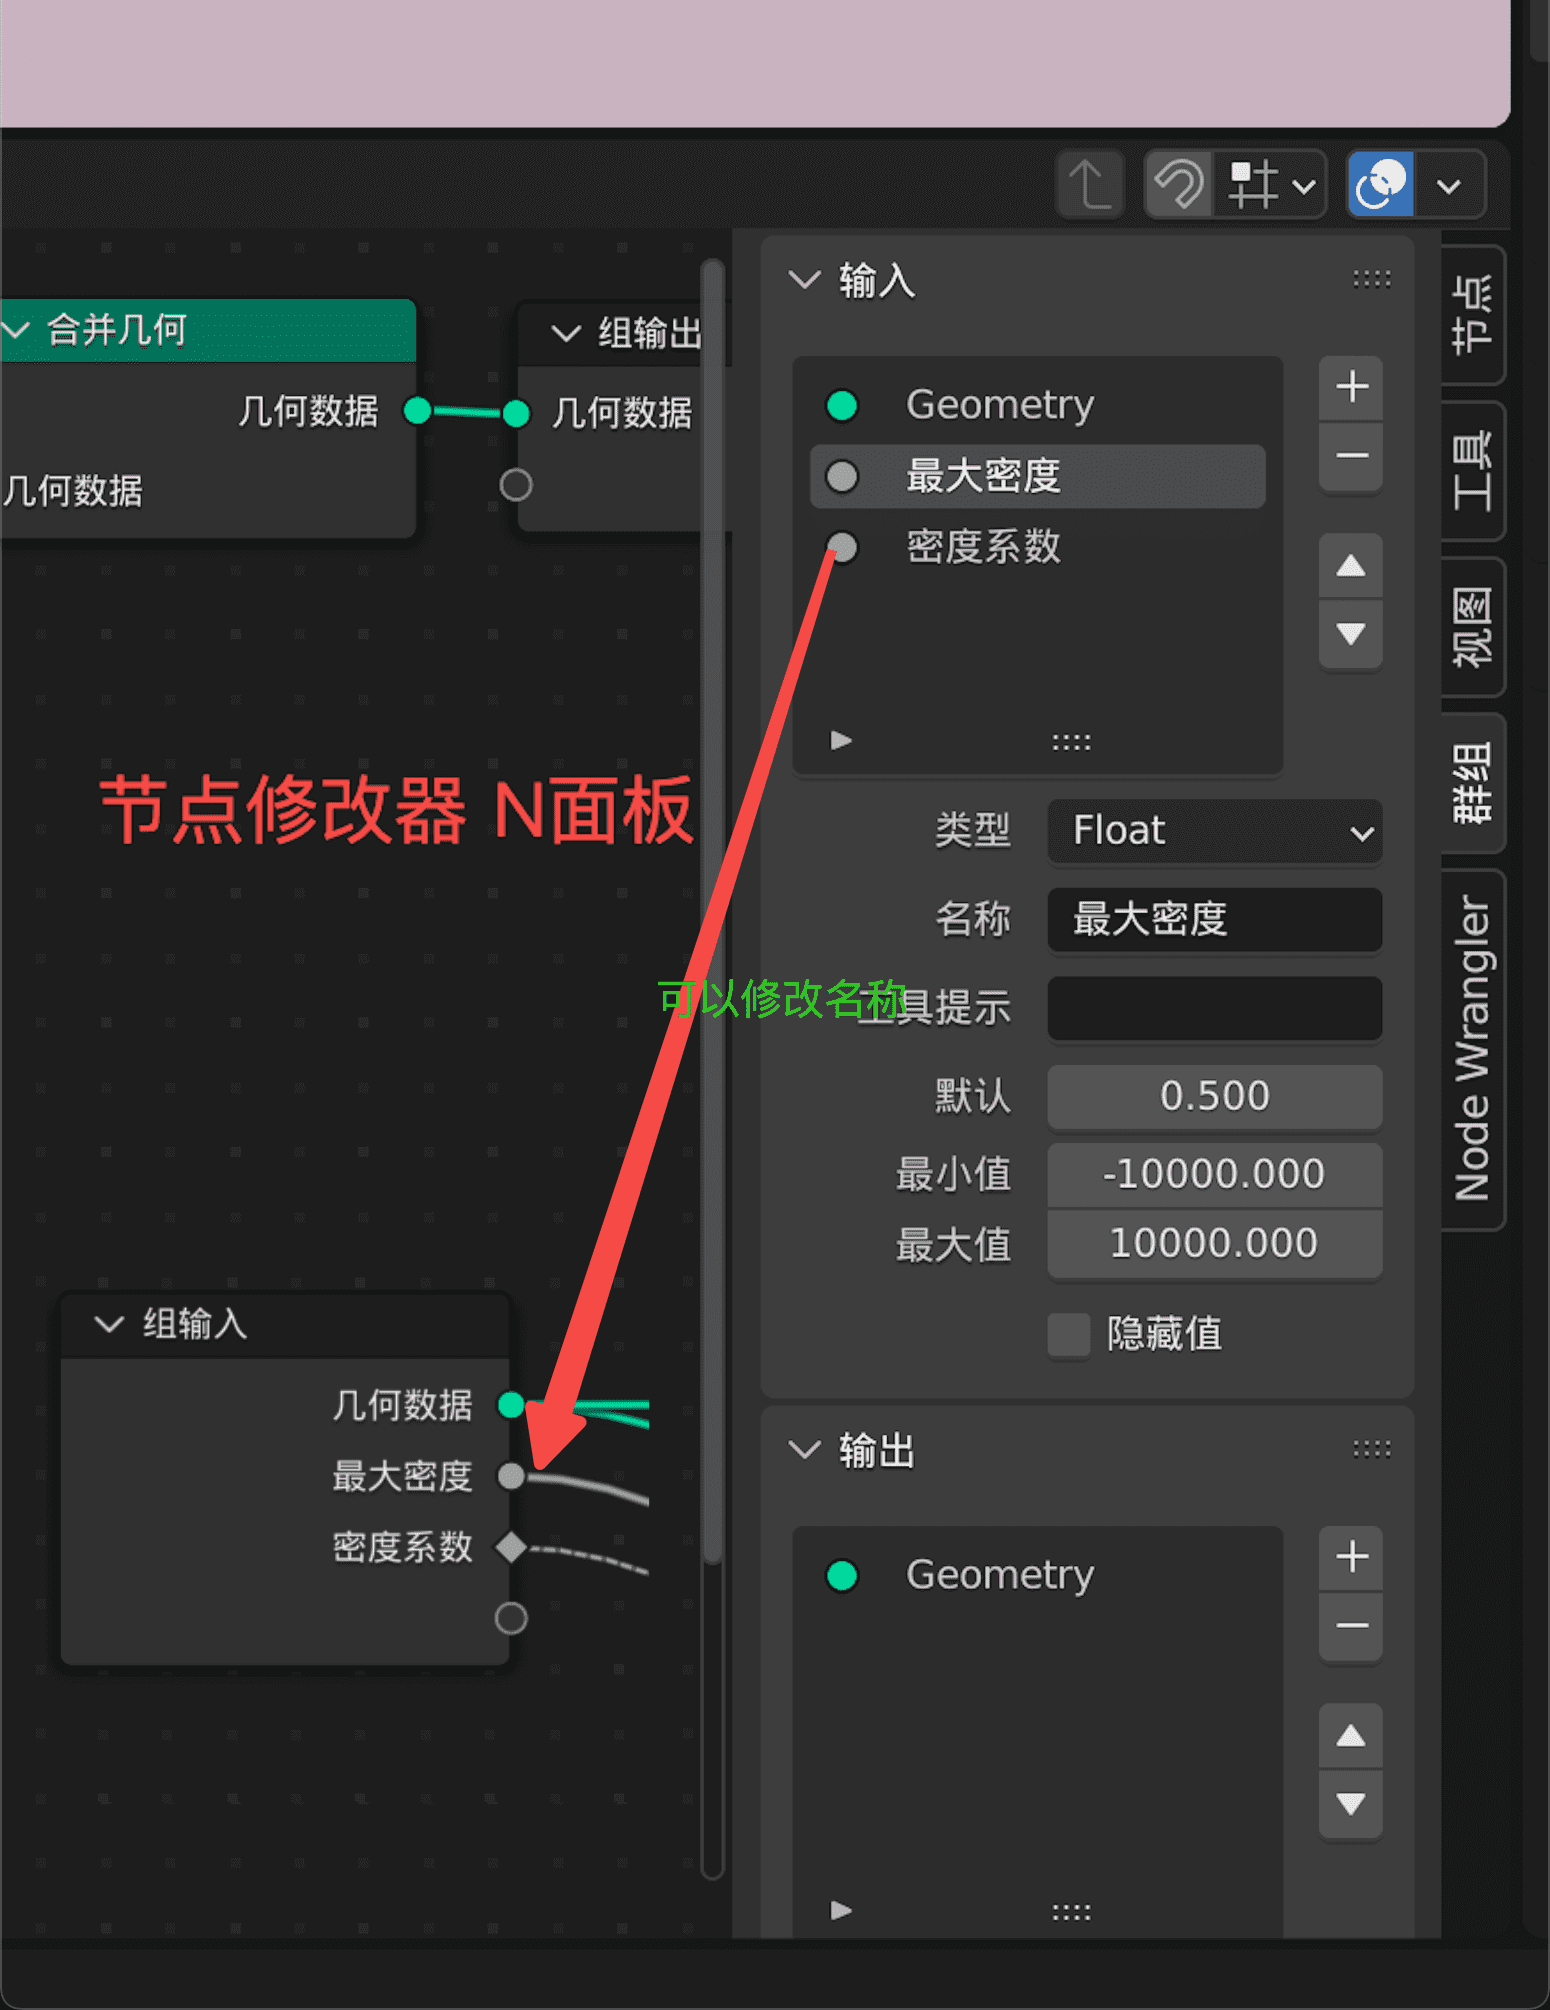 输入
合并几何
组输出
几何数据
几何数据
几何数据
Geometry
最大密度
密度系数
节点修改器 N面板
类型
Float
名称
最大密度
可以修改名称
工具提示
默认
0.500
最小值
-10000.000
最大值
10000.000
隐藏值
组输入
几何数据
最大密度
密度系数
输出
Geometry
节点
工具
视图
群组
Node Wrangler